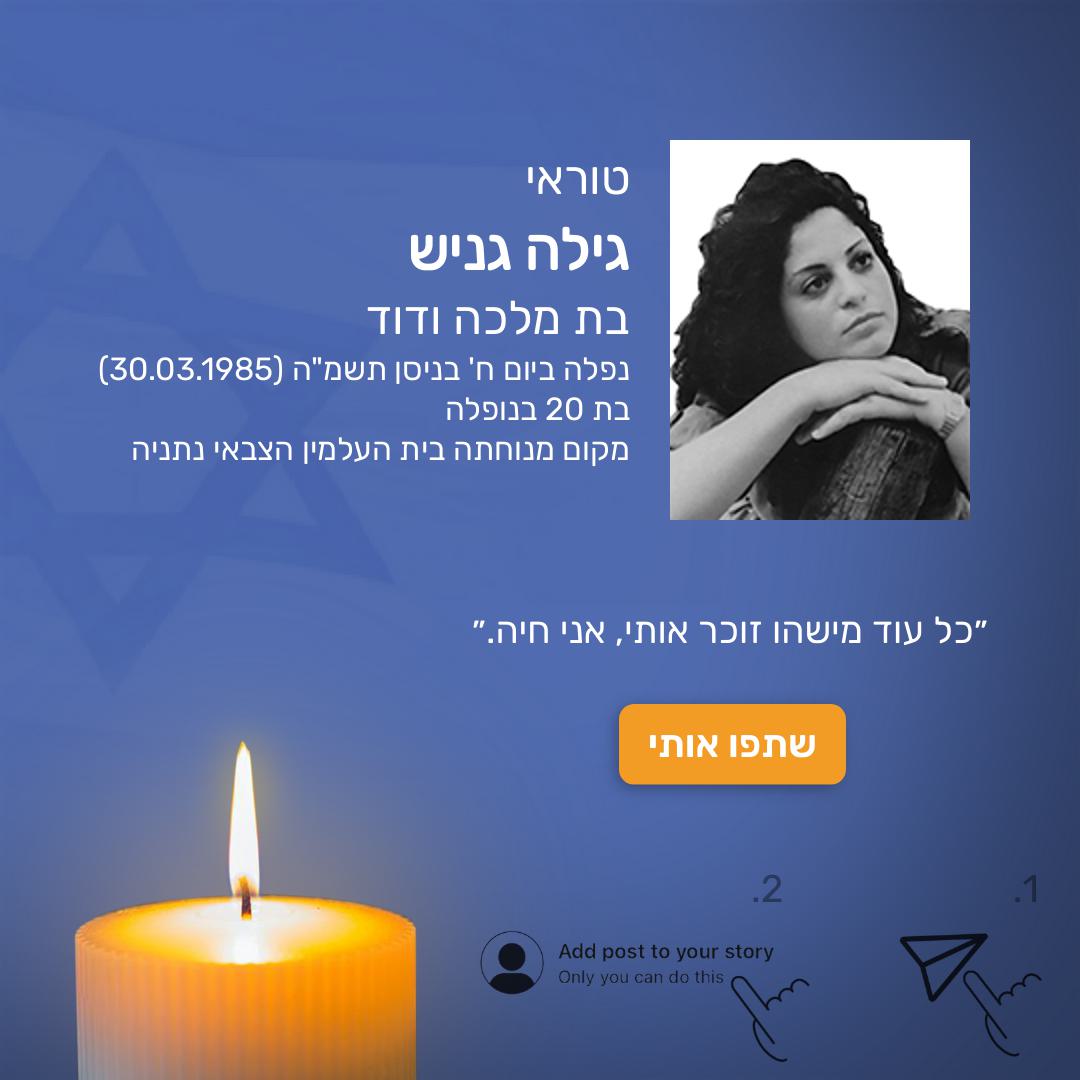 טוראי
גילה גניש
בת מלכה ודוד
נפלה ביום ח' בניסן תשמ"ה (30.03.1985)
בת 20 בנופלה
מקום מנוחתה בית העלמין הצבאי נתניה
״כל עוד מישהו זוכר אותי, אני חיה.״
שתפו אותי
.1
.2
Add post to your story
Only you can do this